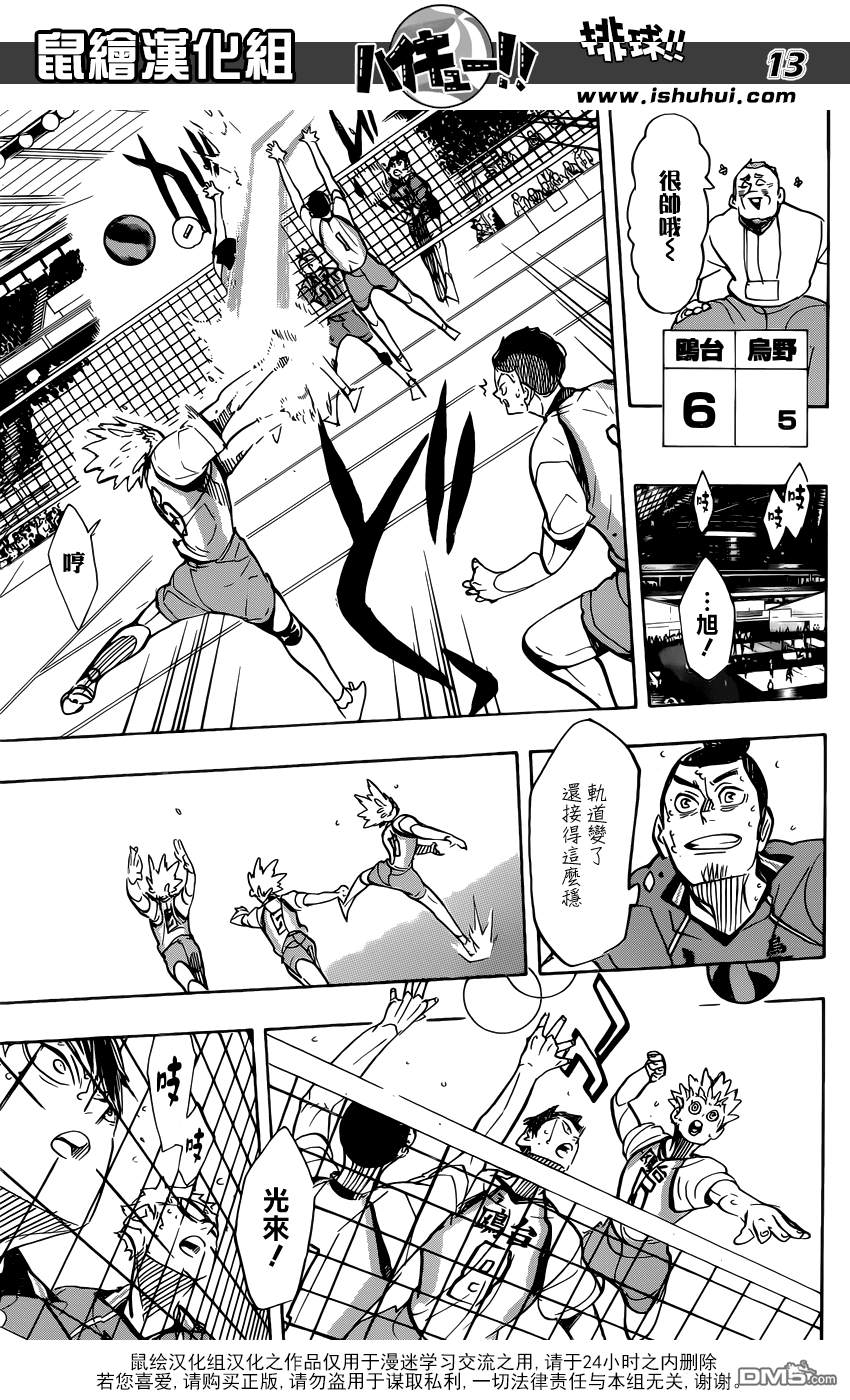 鼠繪漢化組
ハイキュー!!
排球!!
13
www.ishuhui.com
很帥哦~
鷗台 烏野
6 5
吱
吱
…旭！
哼
軌道變了
還接得這麼穩
鷗台
吱
吱
光來！
鼠绘汉化组汉化之作品仅用于漫迷学习交流之用,请于24小时之内删除
若您喜爱,请购买正版,请勿盗用于谋取私利,一切法律责任与本组无关,谢谢.
DM5.com